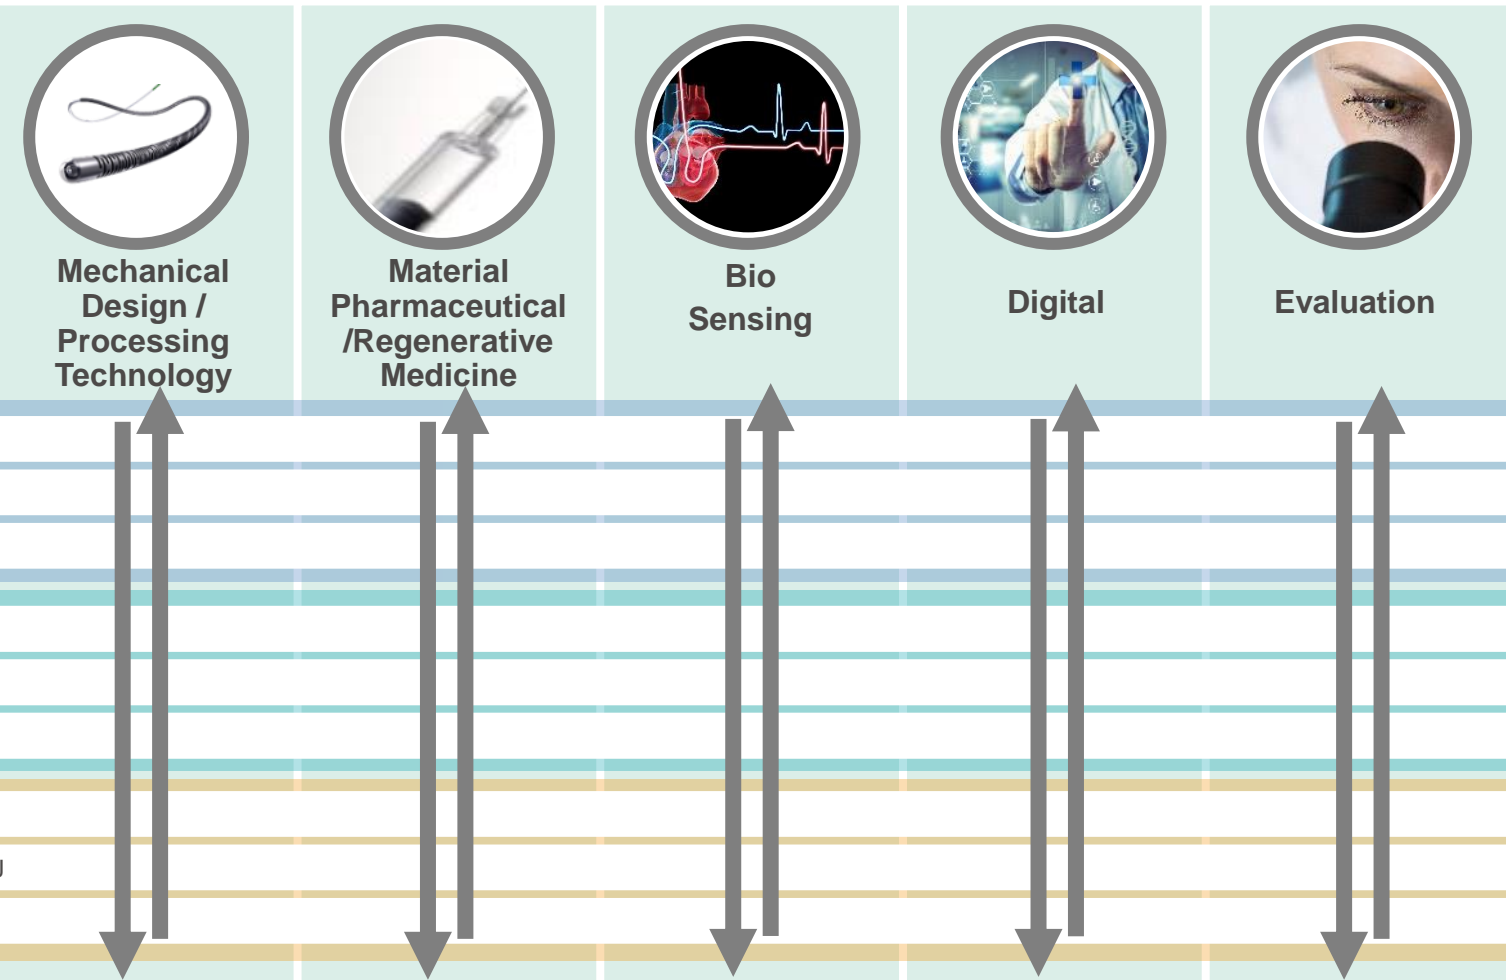 Mechanical
Design /
Processing
Technology
Material
Pharmaceutical
/Regenerative
Medicine
Bio
Sensing
Digital
Evaluation